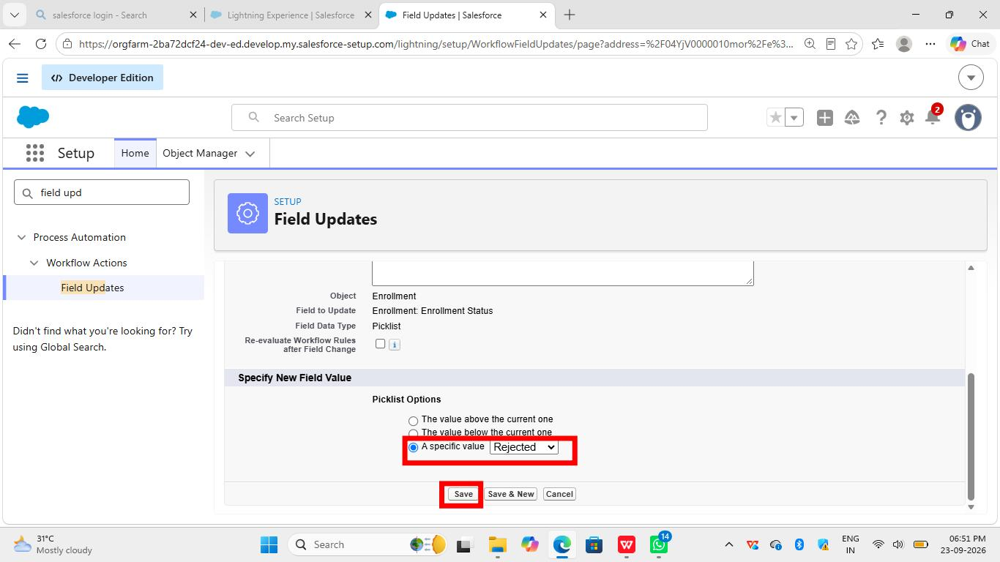 salesforce login - Search
Lightning Experience | Salesforce
Field Updates | Salesforce
https://orgfarm-2ba72dcf24-dev-ed.develop.my.salesforce-setup.com/lightning/setup/WorkflowFieldUpdates/page?address=%2F04YjV0000010mor%2Fe%3...
Chat
Developer Edition
Search Setup
2
Setup
Home
Object Manager
field upd
SETUP
Field Updates
Process Automation
Workflow Actions
Field Updates
Didn't find what you're looking for? Try
using Global Search.
Object Enrollment
Field to Update Enrollment: Enrollment Status
Field Data Type Picklist
Re-evaluate Workflow Rules
after Field Change
i
Specify New Field Value
Picklist Options
The value above the current one
The value below the current one
A specific value Rejected
Save Save & New Cancel
31°C
Mostly cloudy
Search
14
ENG
IN
06:51 PM
23-09-2026